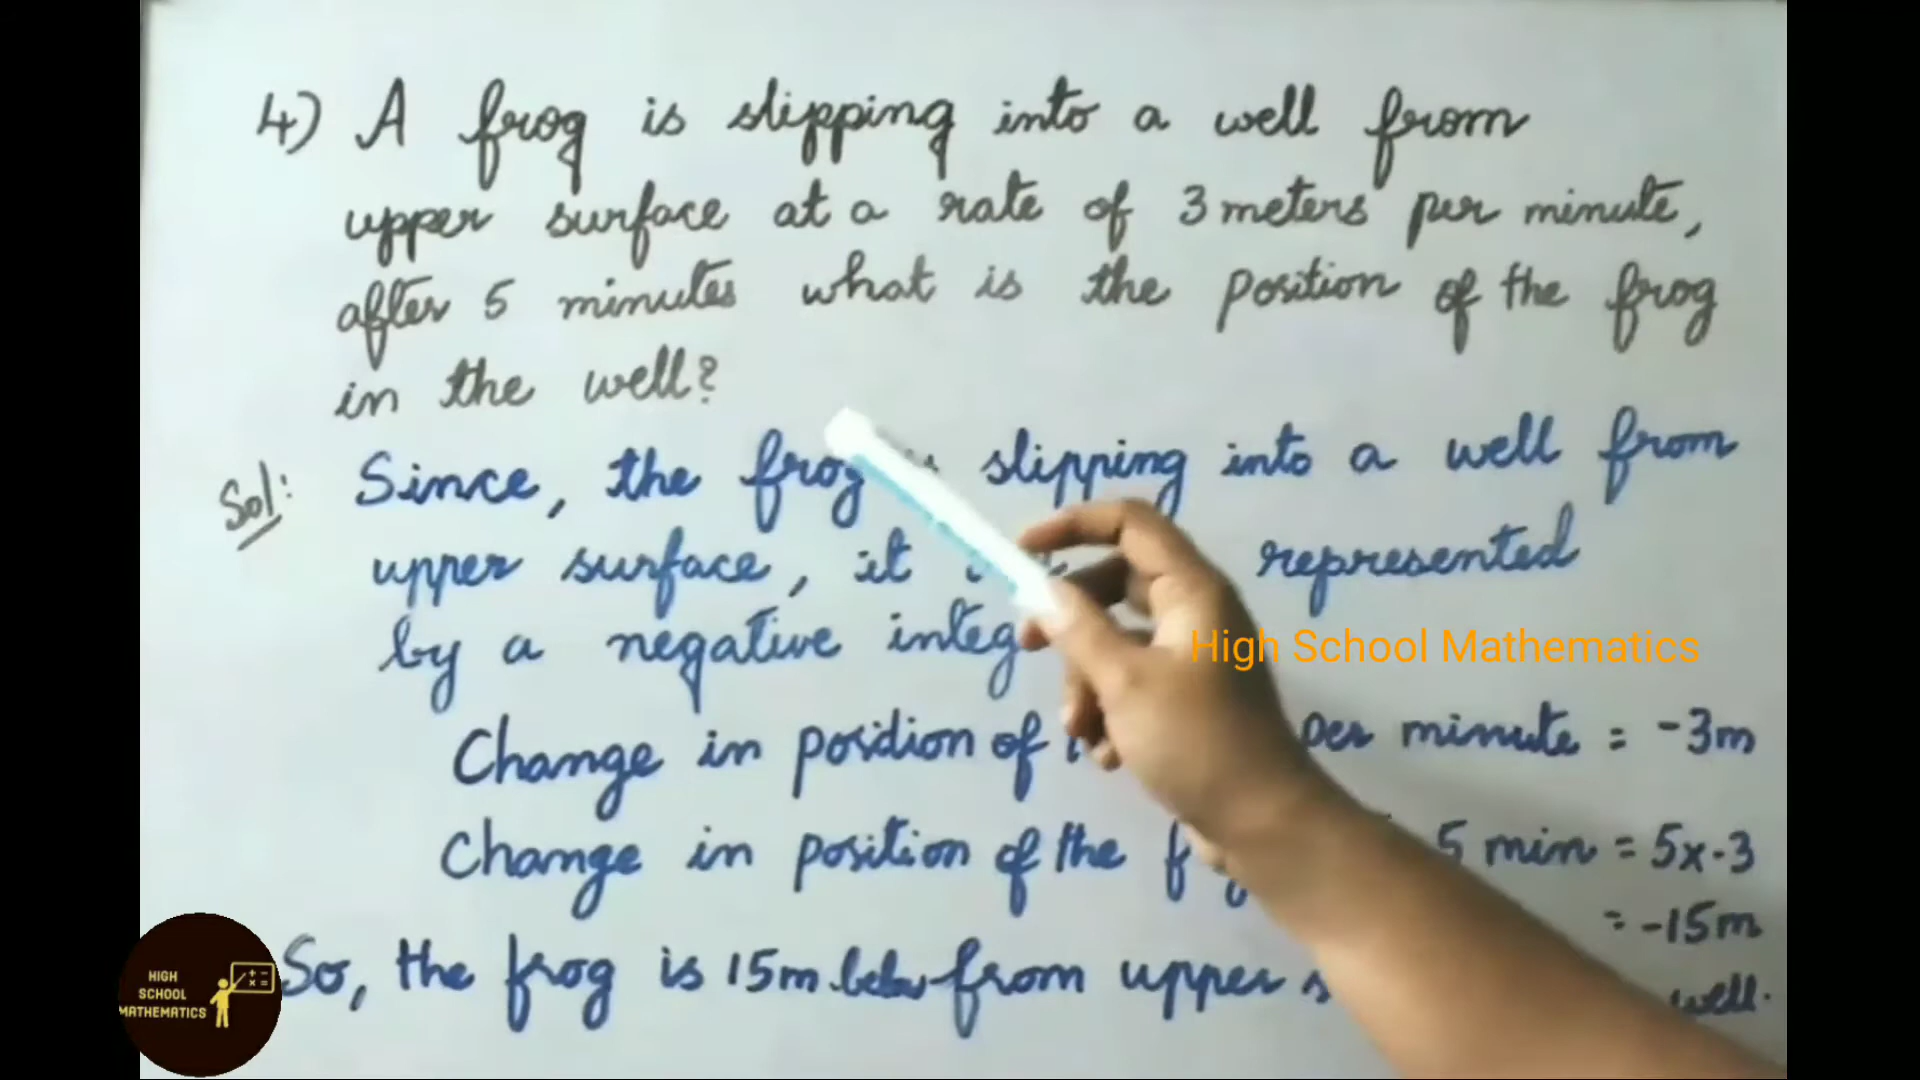 4) A frog is slipping into a well from
upper surface at a rate of 3 meters per minute,
after 5 minutes what is the position of the frog
in the well?
Sol: Since, the frog slipping into a well from
upper surface, it represented
by a negative
High School Mathematics
Change in position of per minute = -3m
Change in position of the 5 min = 5x-3
= -15m
So, the frog is 15m below from upper well.
HIGH
SCHOOL
MATHEMATICS